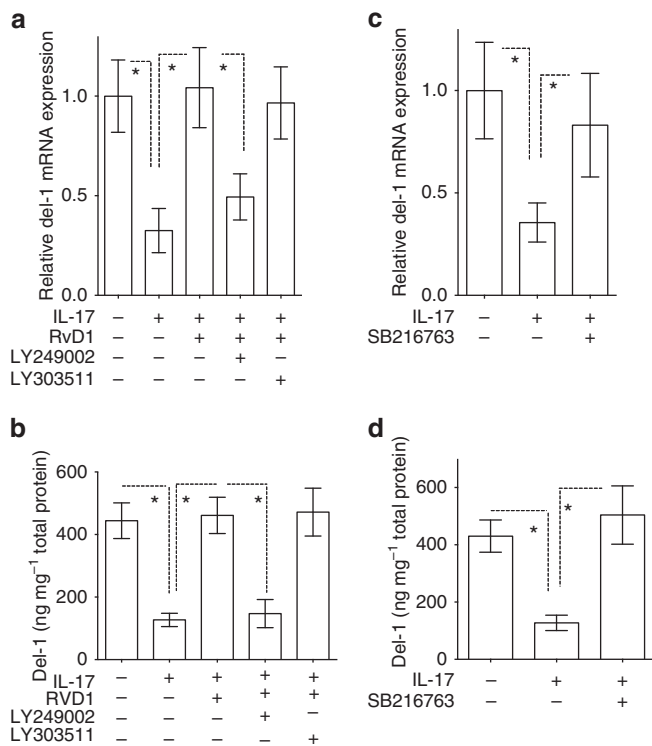 a
Relative del-1 mRNA expression
1.0
0.5
0.0
* * *
IL-17 – + + + +
RvD1 – – + + +
LY249002 – – – + –
LY303511 – – – – +
c
Relative del-1 mRNA expression
1.0
0.5
0.0
* *
IL-17 – + +
SB216763 – – +
b
Del-1 (ng mg⁻¹ total protein)
600
400
200
0
* * *
IL-17 – + + + +
RVD1 – – + + +
LY249002 – – – + –
LY303511 – – – – +
d
Del-1 (ng mg⁻¹ total protein)
600
400
200
0
* *
IL-17 – + +
SB216763 – – +